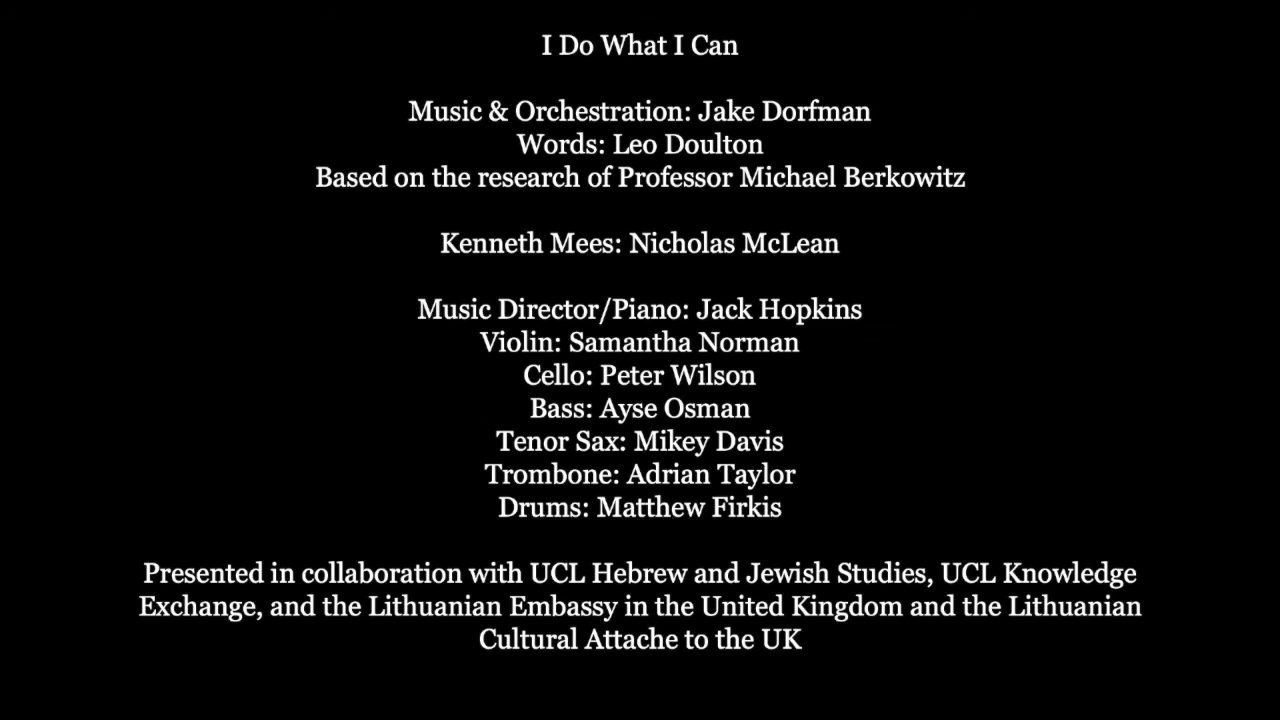 I Do What I Can
Music & Orchestration: Jake Dorfman
Words: Leo Doulton
Based on the research of Professor Michael Berkowitz
Kenneth Mees: Nicholas McLean
Music Director/Piano: Jack Hopkins
Violin: Samantha Norman
Cello: Peter Wilson
Bass: Ayse Osman
Tenor Sax: Mikey Davis
Trombone: Adrian Taylor
Drums: Matthew Firkis
Presented in collaboration with UCL Hebrew and Jewish Studies, UCL Knowledge
Exchange, and the Lithuanian Embassy in the United Kingdom and the Lithuanian
Cultural Attache to the UK